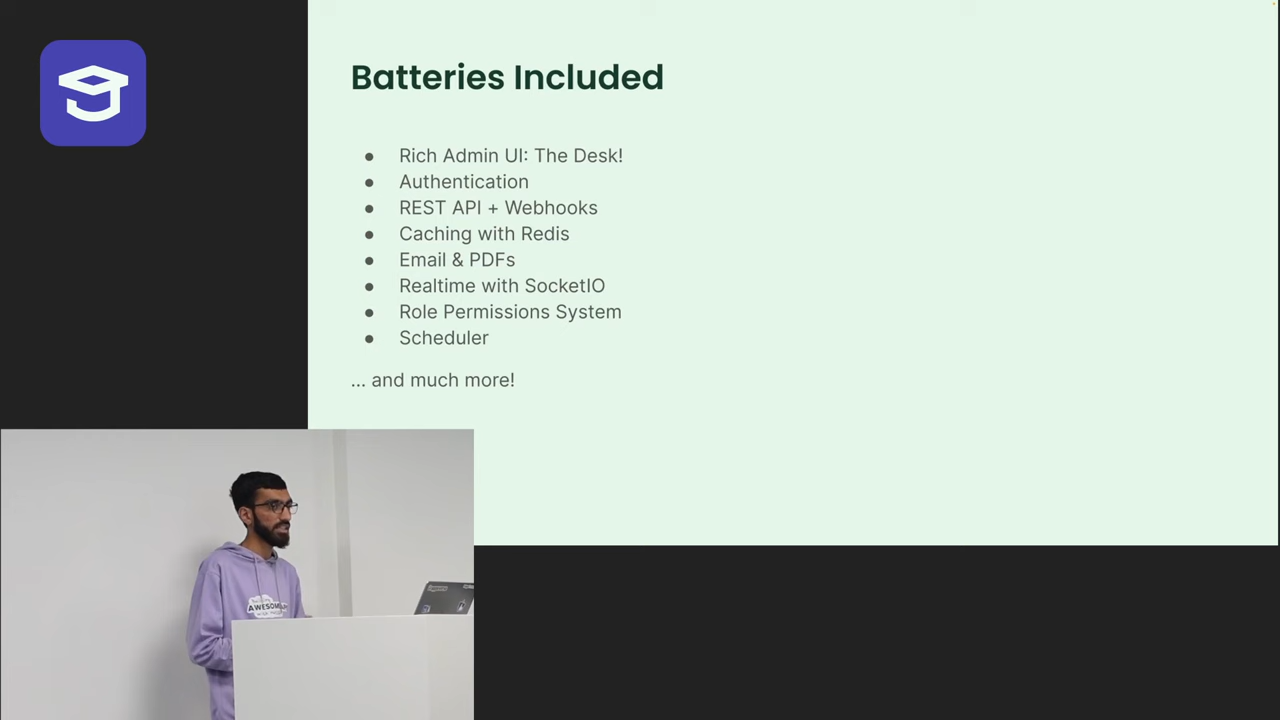 Batteries Included
● Rich Admin UI: The Desk!
● Authentication
● REST API + Webhooks
● Caching with Redis
● Email & PDFs
● Realtime with SocketIO
● Role Permissions System
● Scheduler
... and much more!
AWESOME